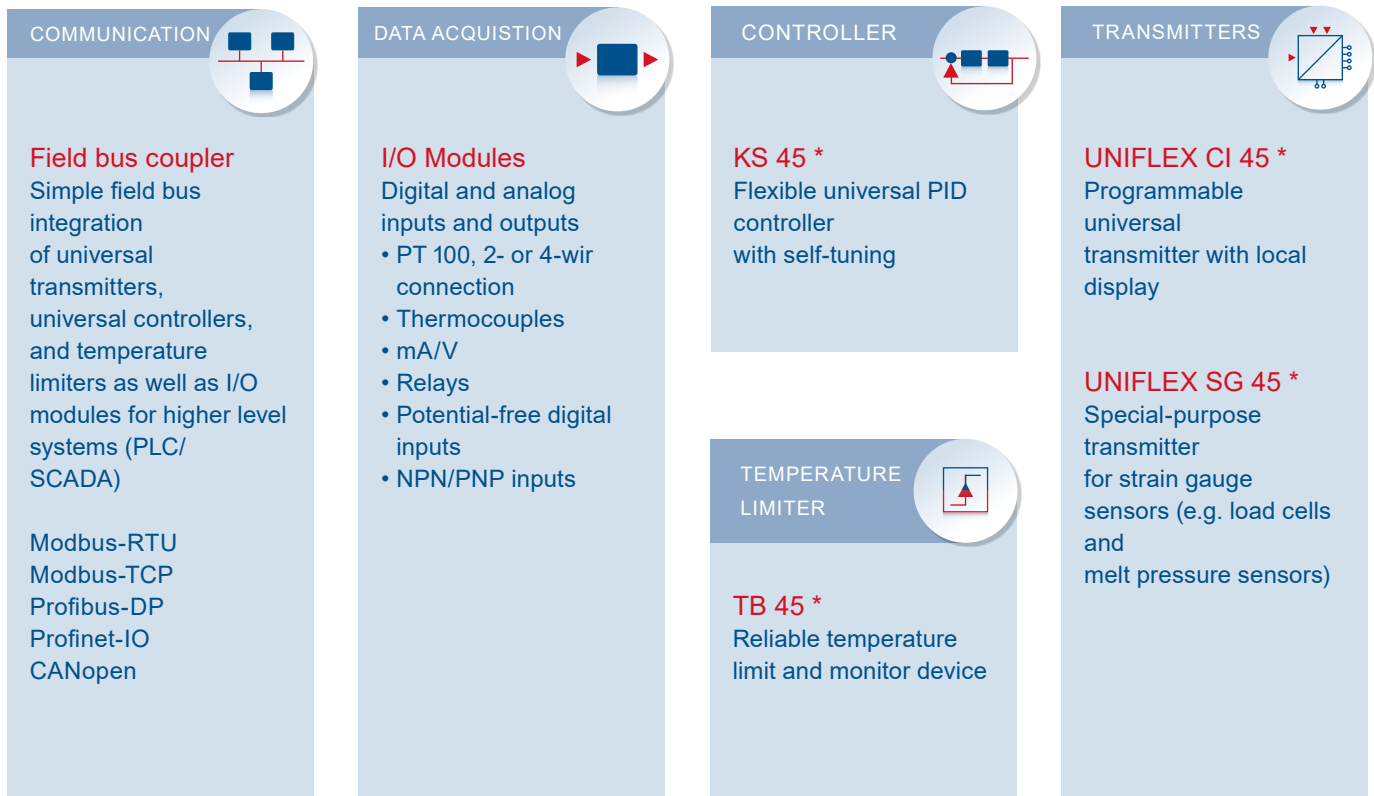 COMMUNICATION
Field bus coupler
Simple field bus
integration
of universal
transmitters,
universal controllers,
and temperature
limiters as well as I/O
modules for higher level
systems (PLC/
SCADA)
Modbus-RTU
Modbus-TCP
Profibus-DP
Profinet-IO
CANopen
DATA ACQUISTION
I/O Modules
Digital and analog
inputs and outputs
• PT 100, 2- or 4-wir
connection
• Thermocouples
• mA/V
• Relays
• Potential-free digital
inputs
• NPN/PNP inputs
CONTROLLER
KS 45 *
Flexible universal PID
controller
with self-tuning
TEMPERATURE
LIMITER
TB 45 *
Reliable temperature
limit and monitor device
TRANSMITTERS
UNIFLEX CI 45 *
Programmable
universal
transmitter with local
display
UNIFLEX SG 45 *
Special-purpose
transmitter
for strain gauge
sensors (e.g. load cells
and
melt pressure sensors)